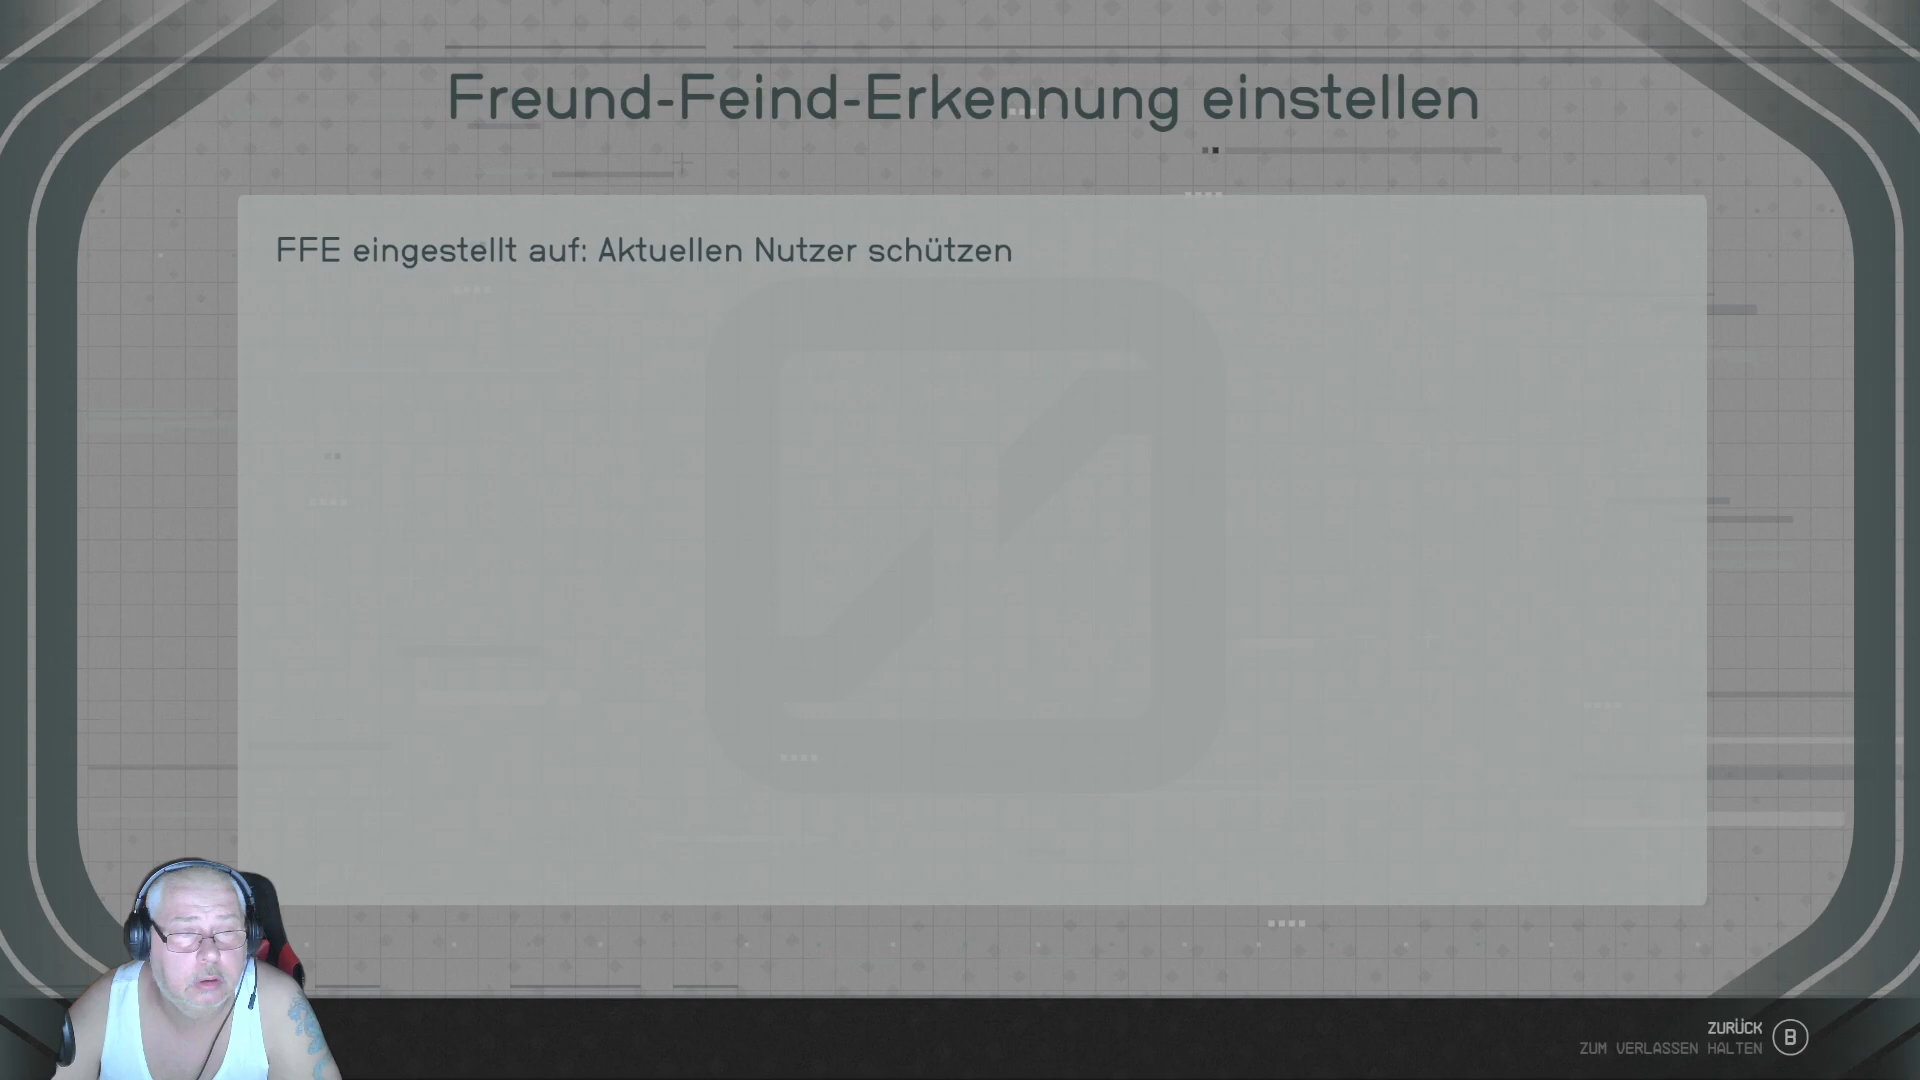 Freund-Feind-Erkennung einstellen
FFE eingestellt auf: Aktuellen Nutzer schützen
ZURÜCK
ZUM VERLASSEN HALTEN
B